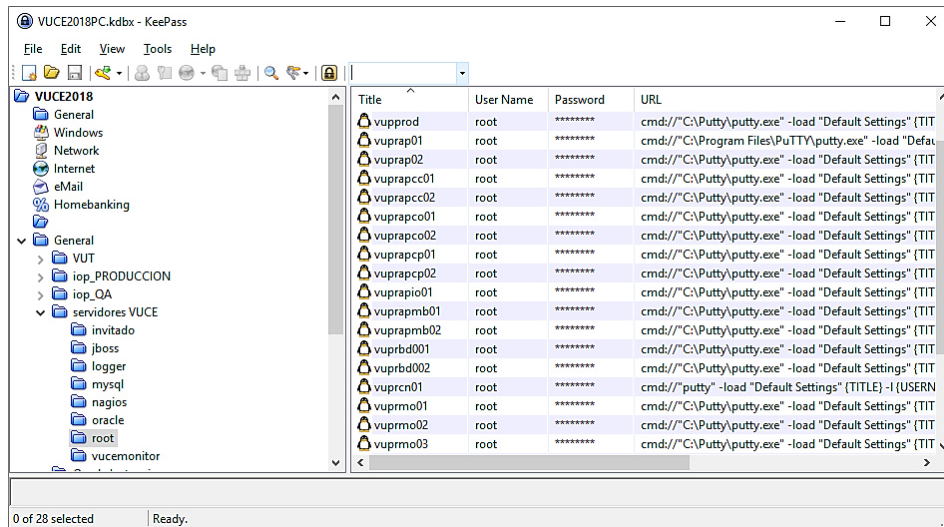 VUCE2018PC.kdbx - KeePass
File Edit View Tools Help
VUCE2018
General
Windows
Network
Internet
eMail
Homebanking
General
VUT
iop_PRODUCCION
iop_QA
servidores VUCE
invitado
jboss
logger
mysql
nagios
oracle
root
vucemonitor
Title User Name Password URL
vupprod root ******** cmd://"C:\Putty\putty.exe" -load "Default Settings" {TIT
vuprap01 root ******** cmd://"C:\Program Files\PuTTY\putty.exe" -load "Defau
vuprap02 root ******** cmd://"C:\Putty\putty.exe" -load "Default Settings" {TIT
vuprapcc01 root ******** cmd://"C:\Putty\putty.exe" -load "Default Settings" {TIT
vuprapcc02 root ******** cmd://"C:\Putty\putty.exe" -load "Default Settings" {TIT
vuprapco01 root ******** cmd://"C:\Putty\putty.exe" -load "Default Settings" {TIT
vuprapco02 root ******** cmd://"C:\Putty\putty.exe" -load "Default Settings" {TIT
vuprapcp01 root ******** cmd://"C:\Putty\putty.exe" -load "Default Settings" {TIT
vuprapcp02 root ******** cmd://"C:\Putty\putty.exe" -load "Default Settings" {TIT
vuprapio01 root ******** cmd://"C:\Putty\putty.exe" -load "Default Settings" {TIT
vuprapmb01 root ******** cmd://"C:\Putty\putty.exe" -load "Default Settings" {TIT
vuprapmb02 root ******** cmd://"C:\Putty\putty.exe" -load "Default Settings" {TIT
vuprbd001 root ******** cmd://"C:\Putty\putty.exe" -load "Default Settings" {TIT
vuprbd002 root ******** cmd://"C:\Putty\putty.exe" -load "Default Settings" {TIT
vuprcn01 root ******** cmd://"putty" -load "Default Settings" {TITLE} -l {USERN
vuprmo01 root ******** cmd://"C:\Putty\putty.exe" -load "Default Settings" {TIT
vuprmo02 root ******** cmd://"C:\Putty\putty.exe" -load "Default Settings" {TIT
vuprmo03 root ******** cmd://"C:\Putty\putty.exe" -load "Default Settings" {TIT
0 of 28 selected Ready.